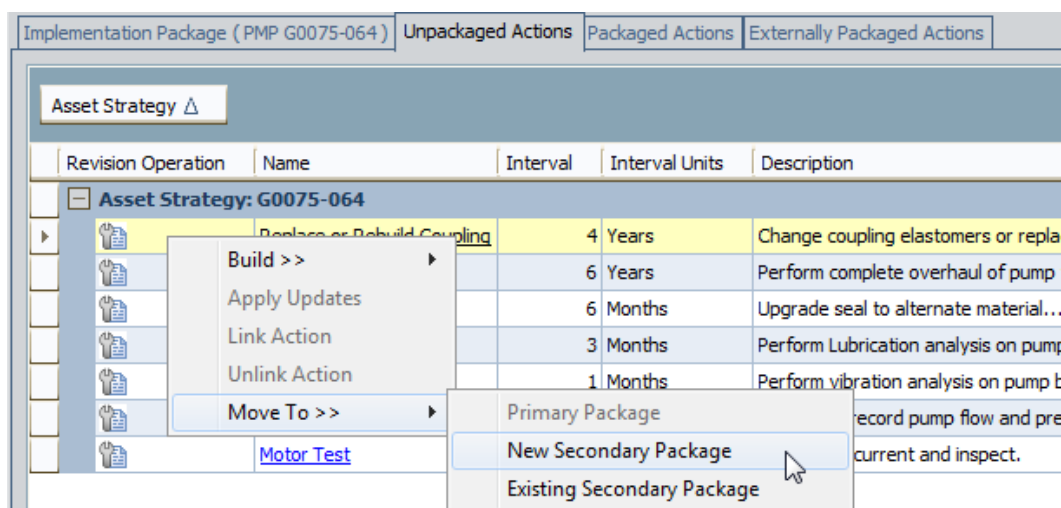 Implementation Package ( PMP G0075-064 ) Unpackaged Actions Packaged Actions Externally Packaged Actions
Asset Strategy △
Revision Operation Name Interval Interval Units Description
Asset Strategy: G0075-064
Replace or Rebuild Coupling 4 Years Change coupling elastomers or repla
Build >>
6 Years Perform complete overhaul of pump
Apply Updates
6 Months Upgrade seal to alternate material...
Link Action
3 Months Perform Lubrication analysis on pump
Unlink Action
1 Months Perform vibration analysis on pump b
Move To >>
Primary Package
record pump flow and pre
Motor Test
New Secondary Package
current and inspect.
Existing Secondary Package